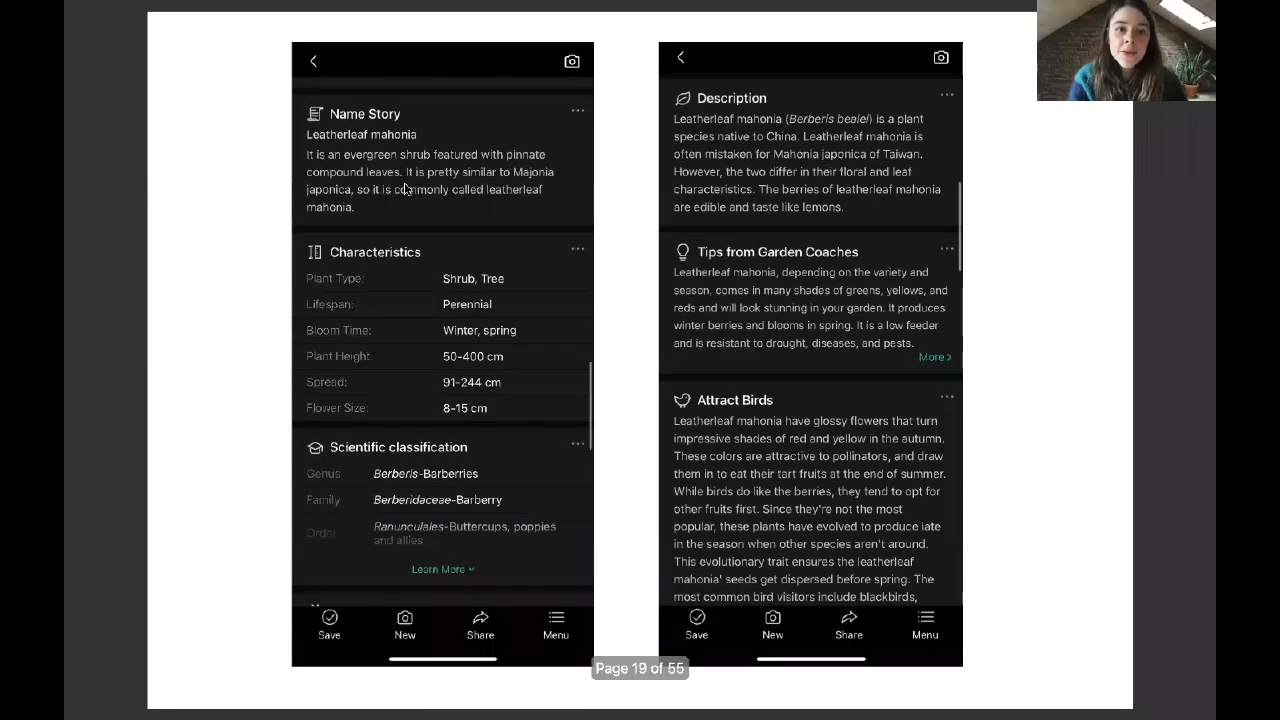 Name Story
Leatherleaf mahonia
It is an evergreen shrub featured with pinnate
compound leaves. It is pretty similar to Majonia
japonica, so it is commonly called leatherleaf
mahonia.
Characteristics
Plant Type: Shrub, Tree
Lifespan: Perennial
Bloom Time: Winter, spring
Plant Height: 50-400 cm
Spread: 91-244 cm
Flower Size: 8-15 cm
Scientific classification
Genus Berberis-Barberries
Family Berberidaceae-Barberry
Order Ranunculales-Buttercups, poppies
and allies
Learn More
Save New Share Menu
Description
Leatherleaf mahonia (Berberis bealei) is a plant
species native to China. Leatherleaf mahonia is
often mistaken for Mahonia japonica of Taiwan.
However, the two differ in their floral and leaf
characteristics. The berries of leatherleaf mahonia
are edible and taste like lemons.
Tips from Garden Coaches
Leatherleaf mahonia, depending on the variety and
season, comes in many shades of greens, yellows, and
reds and will look stunning in your garden. It produces
winter berries and blooms in spring. It is a low feeder
and is resistant to drought, diseases, and pests.
More
Attract Birds
Leatherleaf mahonia have glossy flowers that turn
impressive shades of red and yellow in the autumn.
These colors are attractive to pollinators, and draw
them in to eat their tart fruits at the end of summer.
While birds do like the berries, they tend to opt for
other fruits first. Since they're not the most
popular, these plants have evolved to produce late
in the season when other species aren't around.
This evolutionary trait ensures the leatherleaf
mahonia' seeds get dispersed before spring. The
most common bird visitors include blackbirds,
Save New Share Menu
Page 19 of 55